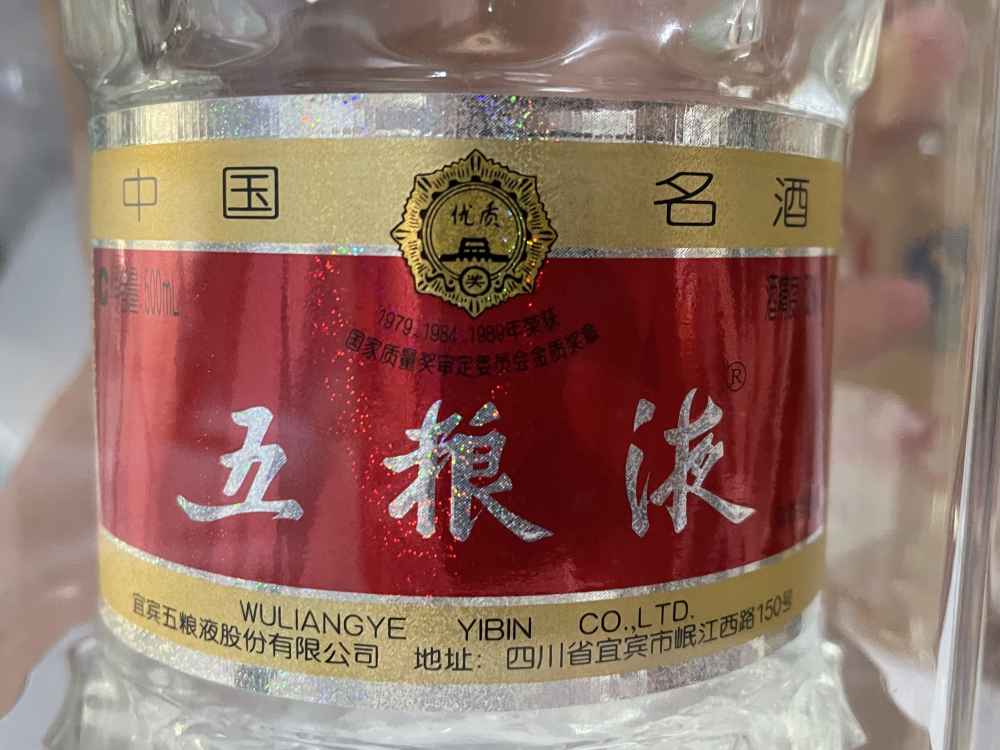 中国 名酒
优质
奖
500mL
1979、1984、1989年荣获
国家质量奖审定委员会金质奖章
五粮液®
WULIANGYE YIBIN CO.,LTD.
宜宾五粮液股份有限公司 地址：四川省宜宾市岷江西路150号